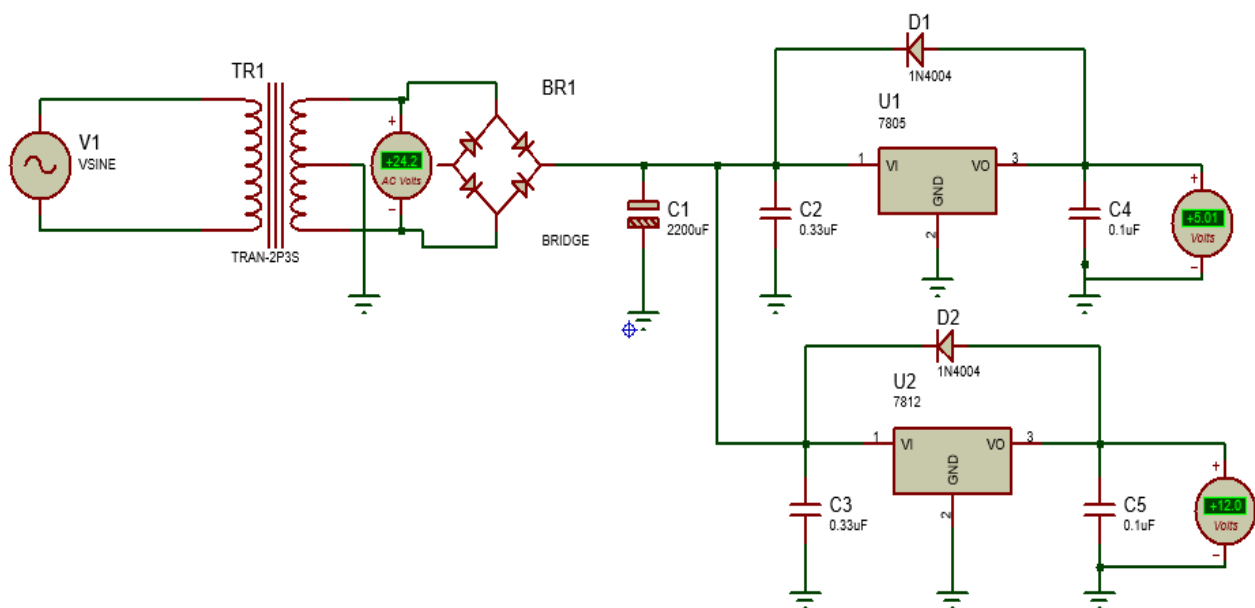 V1
VSINE
TR1
TRAN-2P3S
+
+24.2
AC Volts
-
BR1
BRIDGE
C1
2200uF
C2
0.33uF
D1
1N4004
U1
7805
1
VI
VO
3
GND
2
C4
0.1uF
+
+5.01
Volts
-
D2
1N4004
U2
7812
1
VI
VO
3
GND
2
C3
0.33uF
C5
0.1uF
+
+12.0
Volts
-